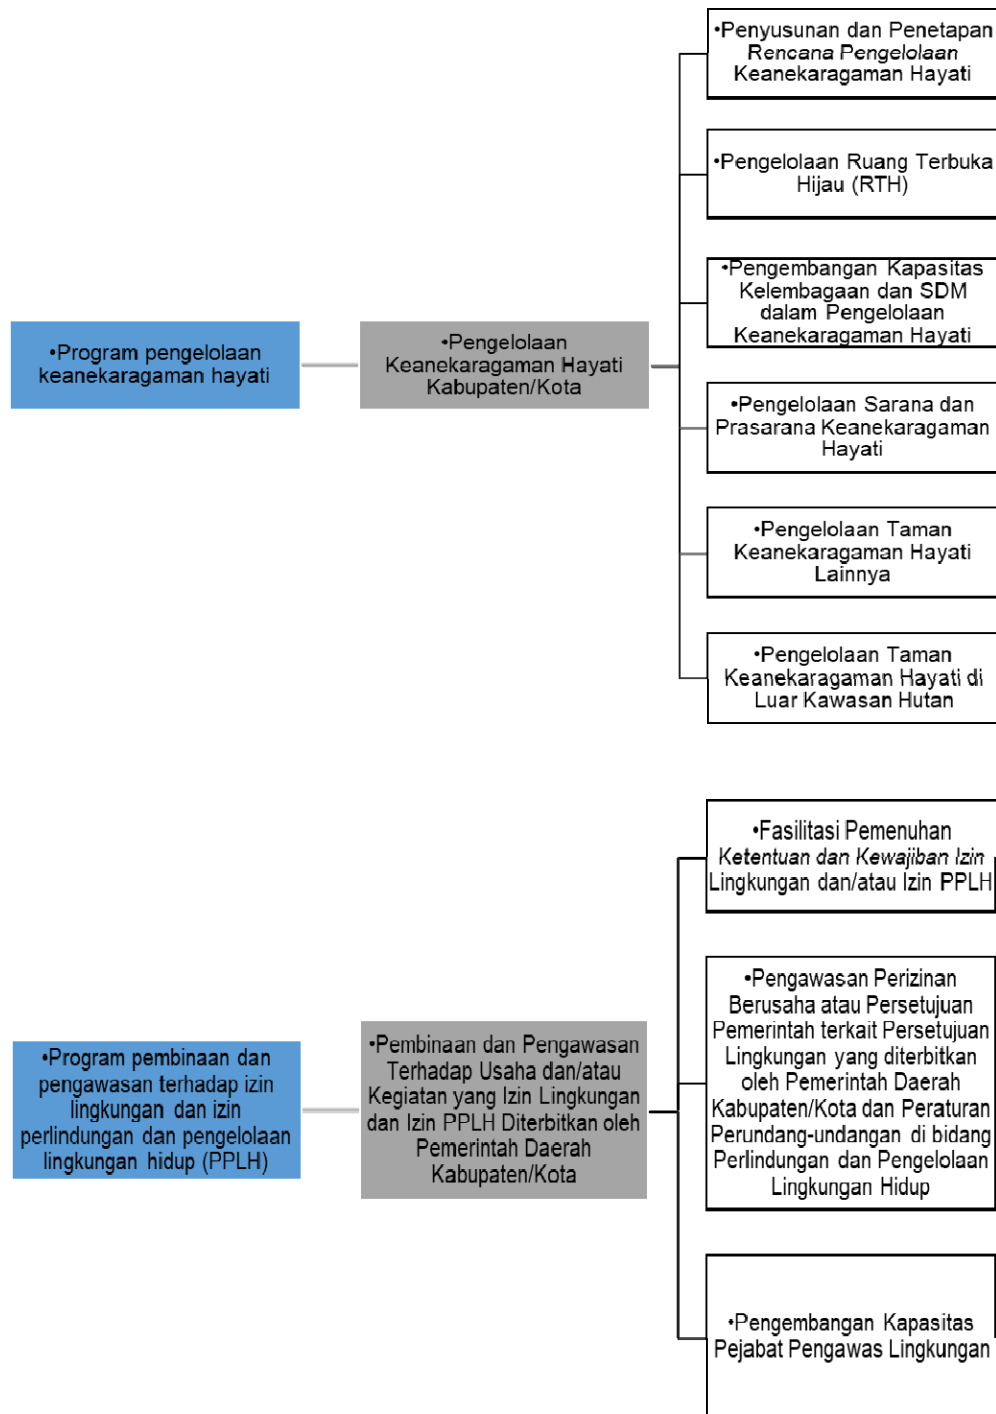 •Program pengelolaan
keanekaragaman hayati
•Pengelolaan
Keanekaragaman Hayati
Kabupaten/Kota
•Penyusunan dan Penetapan
Rencana Pengelolaan
Keanekaragaman Hayati
•Pengelolaan Ruang Terbuka
Hijau (RTH)
•Pengembangan Kapasitas
Kelembagaan dan SDM
dalam Pengelolaan
Keanekaragaman Hayati
•Pengelolaan Sarana dan
Prasarana Keanekaragaman
Hayati
•Pengelolaan Taman
Keanekaragaman Hayati
Lainnya
•Pengelolaan Taman
Keanekaragaman Hayati di
Luar Kawasan Hutan
•Program pembinaan dan
pengawasan terhadap izin
lingkungan dan izin
perlindungan dan pengelolaan
lingkungan hidup (PPLH)
•Pembinaan dan Pengawasan
Terhadap Usaha dan/atau
Kegiatan yang Izin Lingkungan
dan Izin PPLH Diterbitkan oleh
Pemerintah Daerah
Kabupaten/Kota
•Fasilitasi Pemenuhan
Ketentuan dan Kewajiban Izin
Lingkungan dan/atau Izin PPLH
•Pengawasan Perizinan
Berusaha atau Persetujuan
Pemerintah terkait Persetujuan
Lingkungan yang diterbitkan
oleh Pemerintah Daerah
Kabupaten/Kota dan Peraturan
Perundang-undangan di bidang
Perlindungan dan Pengelolaan
Lingkungan Hidup
•Pengembangan Kapasitas
Pejabat Pengawas Lingkungan